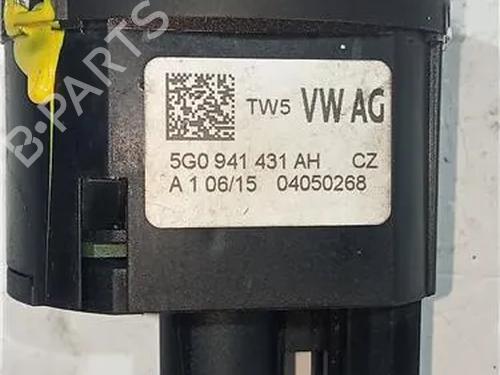 TW5 VW AG
5G0 941 431 AH CZ
A 1 06/15 04050268
B-PARTS